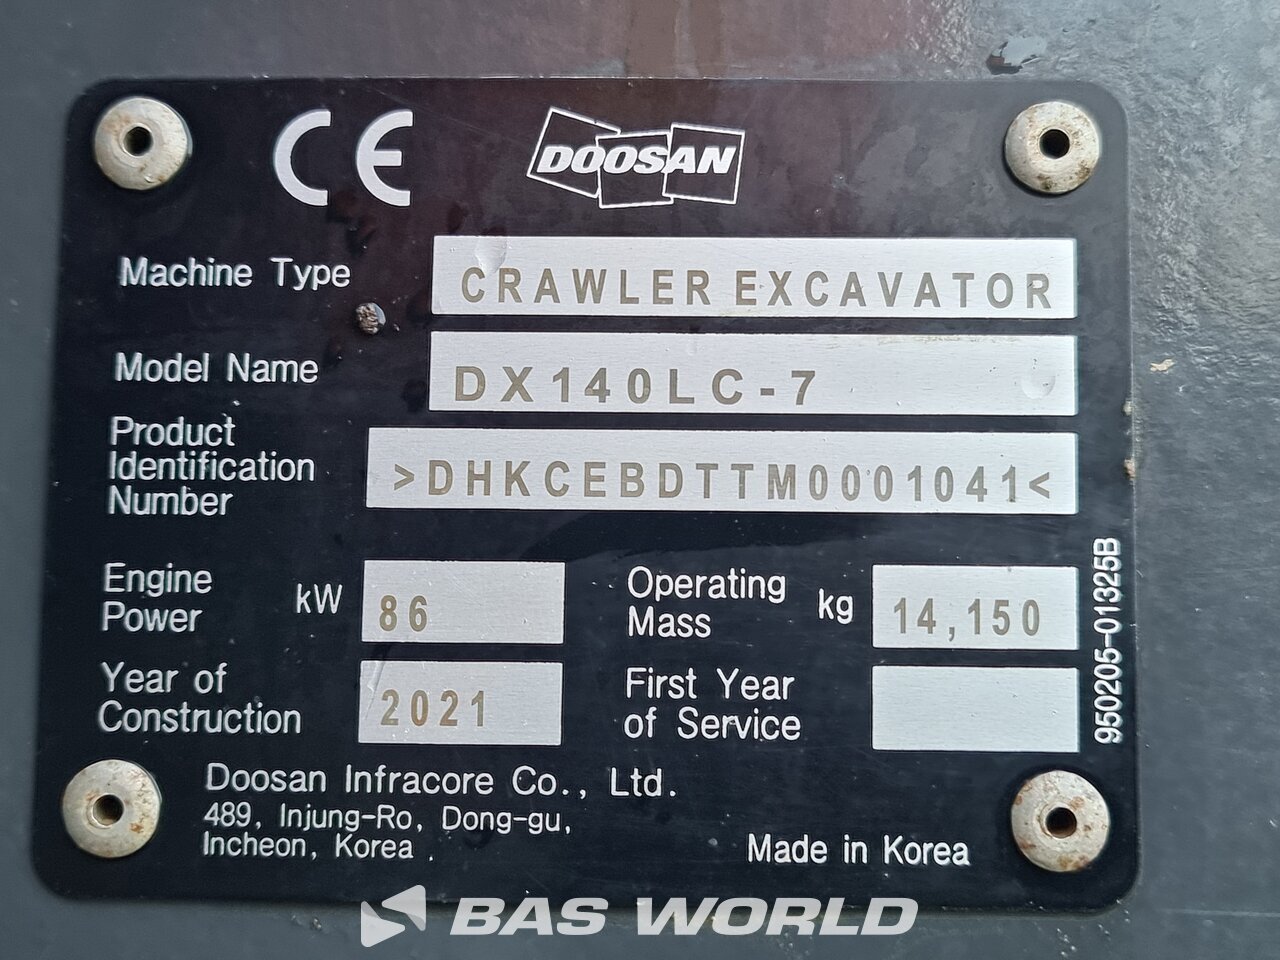 CE DOOSAN
Machine Type CRAWLER EXCAVATOR
Model Name DX140LC-7
Product
Identification >DHKCEBDTTM0001041<
Number
Engine Operating
Power kW 86 Mass kg 14,150
Year of First Year
Construction 2021 of Service
950205-01325B
Doosan Infracore Co., Ltd.
489, Injung-Ro, Dong-gu,
Incheon, Korea .
Made in Korea
BAS WORLD